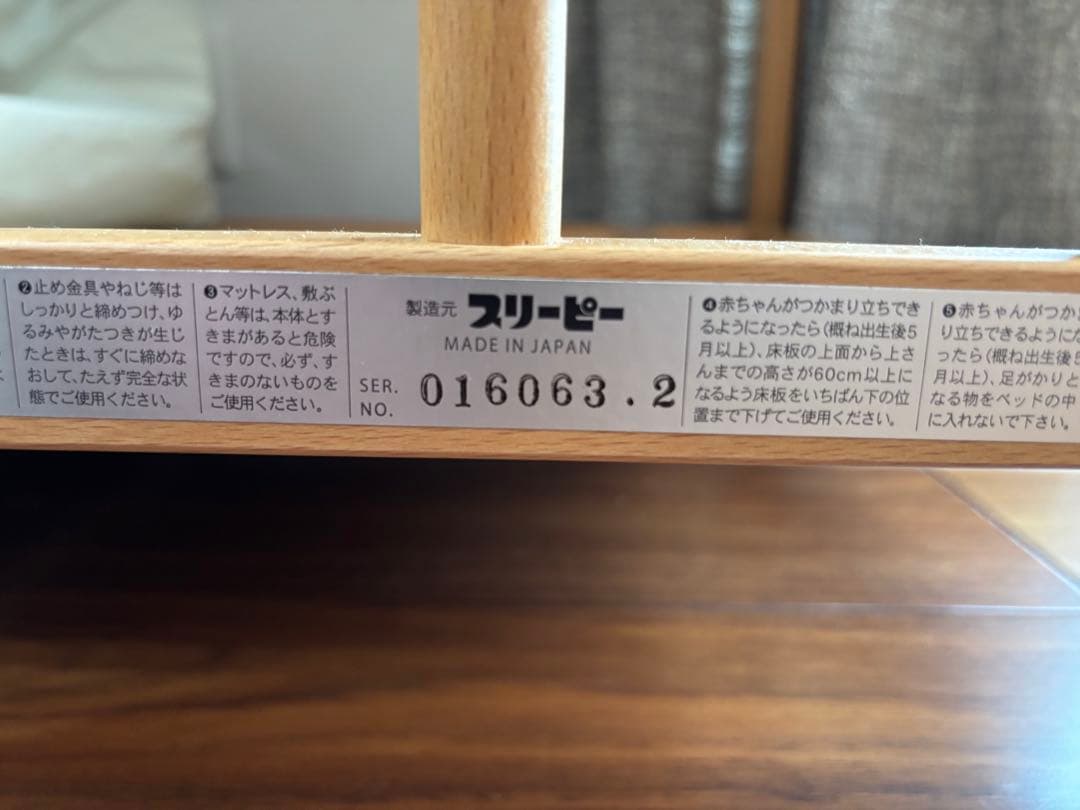 ❷止め金具やねじ等は
しっかりと締めつけ、ゆ
るみやがたつきが生じ
たときは、すぐに締めな
おして、たえず完全な状
態でご使用ください。
❸マットレス、敷ぶ
とん等は、本体とす
きまがあると危険
ですので、必ず、す
きまのないものを
ご使用ください。
製造元 スリーピー
MADE IN JAPAN
SER. NO. 016063.2
❹赤ちゃんがつかまり立ちでき
るようになったら(概ね出生後5
月以上)、床板の上面から上さ
んまでの高さが60cm以上に
なるよう床板をいちばん下の位
置まで下げてご使用ください。
❺赤ちゃんがつか
り立ちできるように
ったら(概ね出生後
月以上)、足がかりと
なる物をベッドの中
に入れないで下さい。